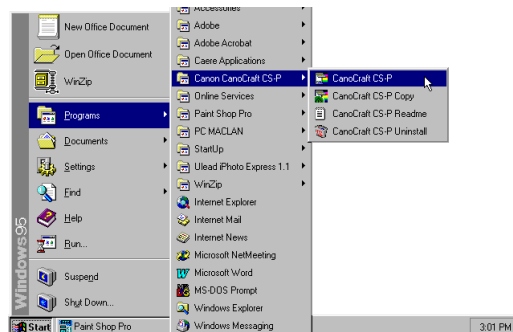 New Office Document
Open Office Document
WinZip
Programs
Documents
Settings
Find
Help
Run...
Suspend
Shut Down...
Windows95
Accessories
Adobe
Adobe Acrobat
Caere Applications
Canon CanoCraft CS-P
Online Services
Paint Shop Pro
PC MACLAN
StartUp
Ulead iPhoto Express 1.1
WinZip
Internet Explorer
Internet Mail
Internet News
Microsoft NetMeeting
Microsoft Word
MS-DOS Prompt
Windows Explorer
Windows Messaging
CanoCraft CS-P
CanoCraft CS-P Copy
CanoCraft CS-P Readme
CanoCraft CS-P Uninstall
Start
Paint Shop Pro
3:01 PM